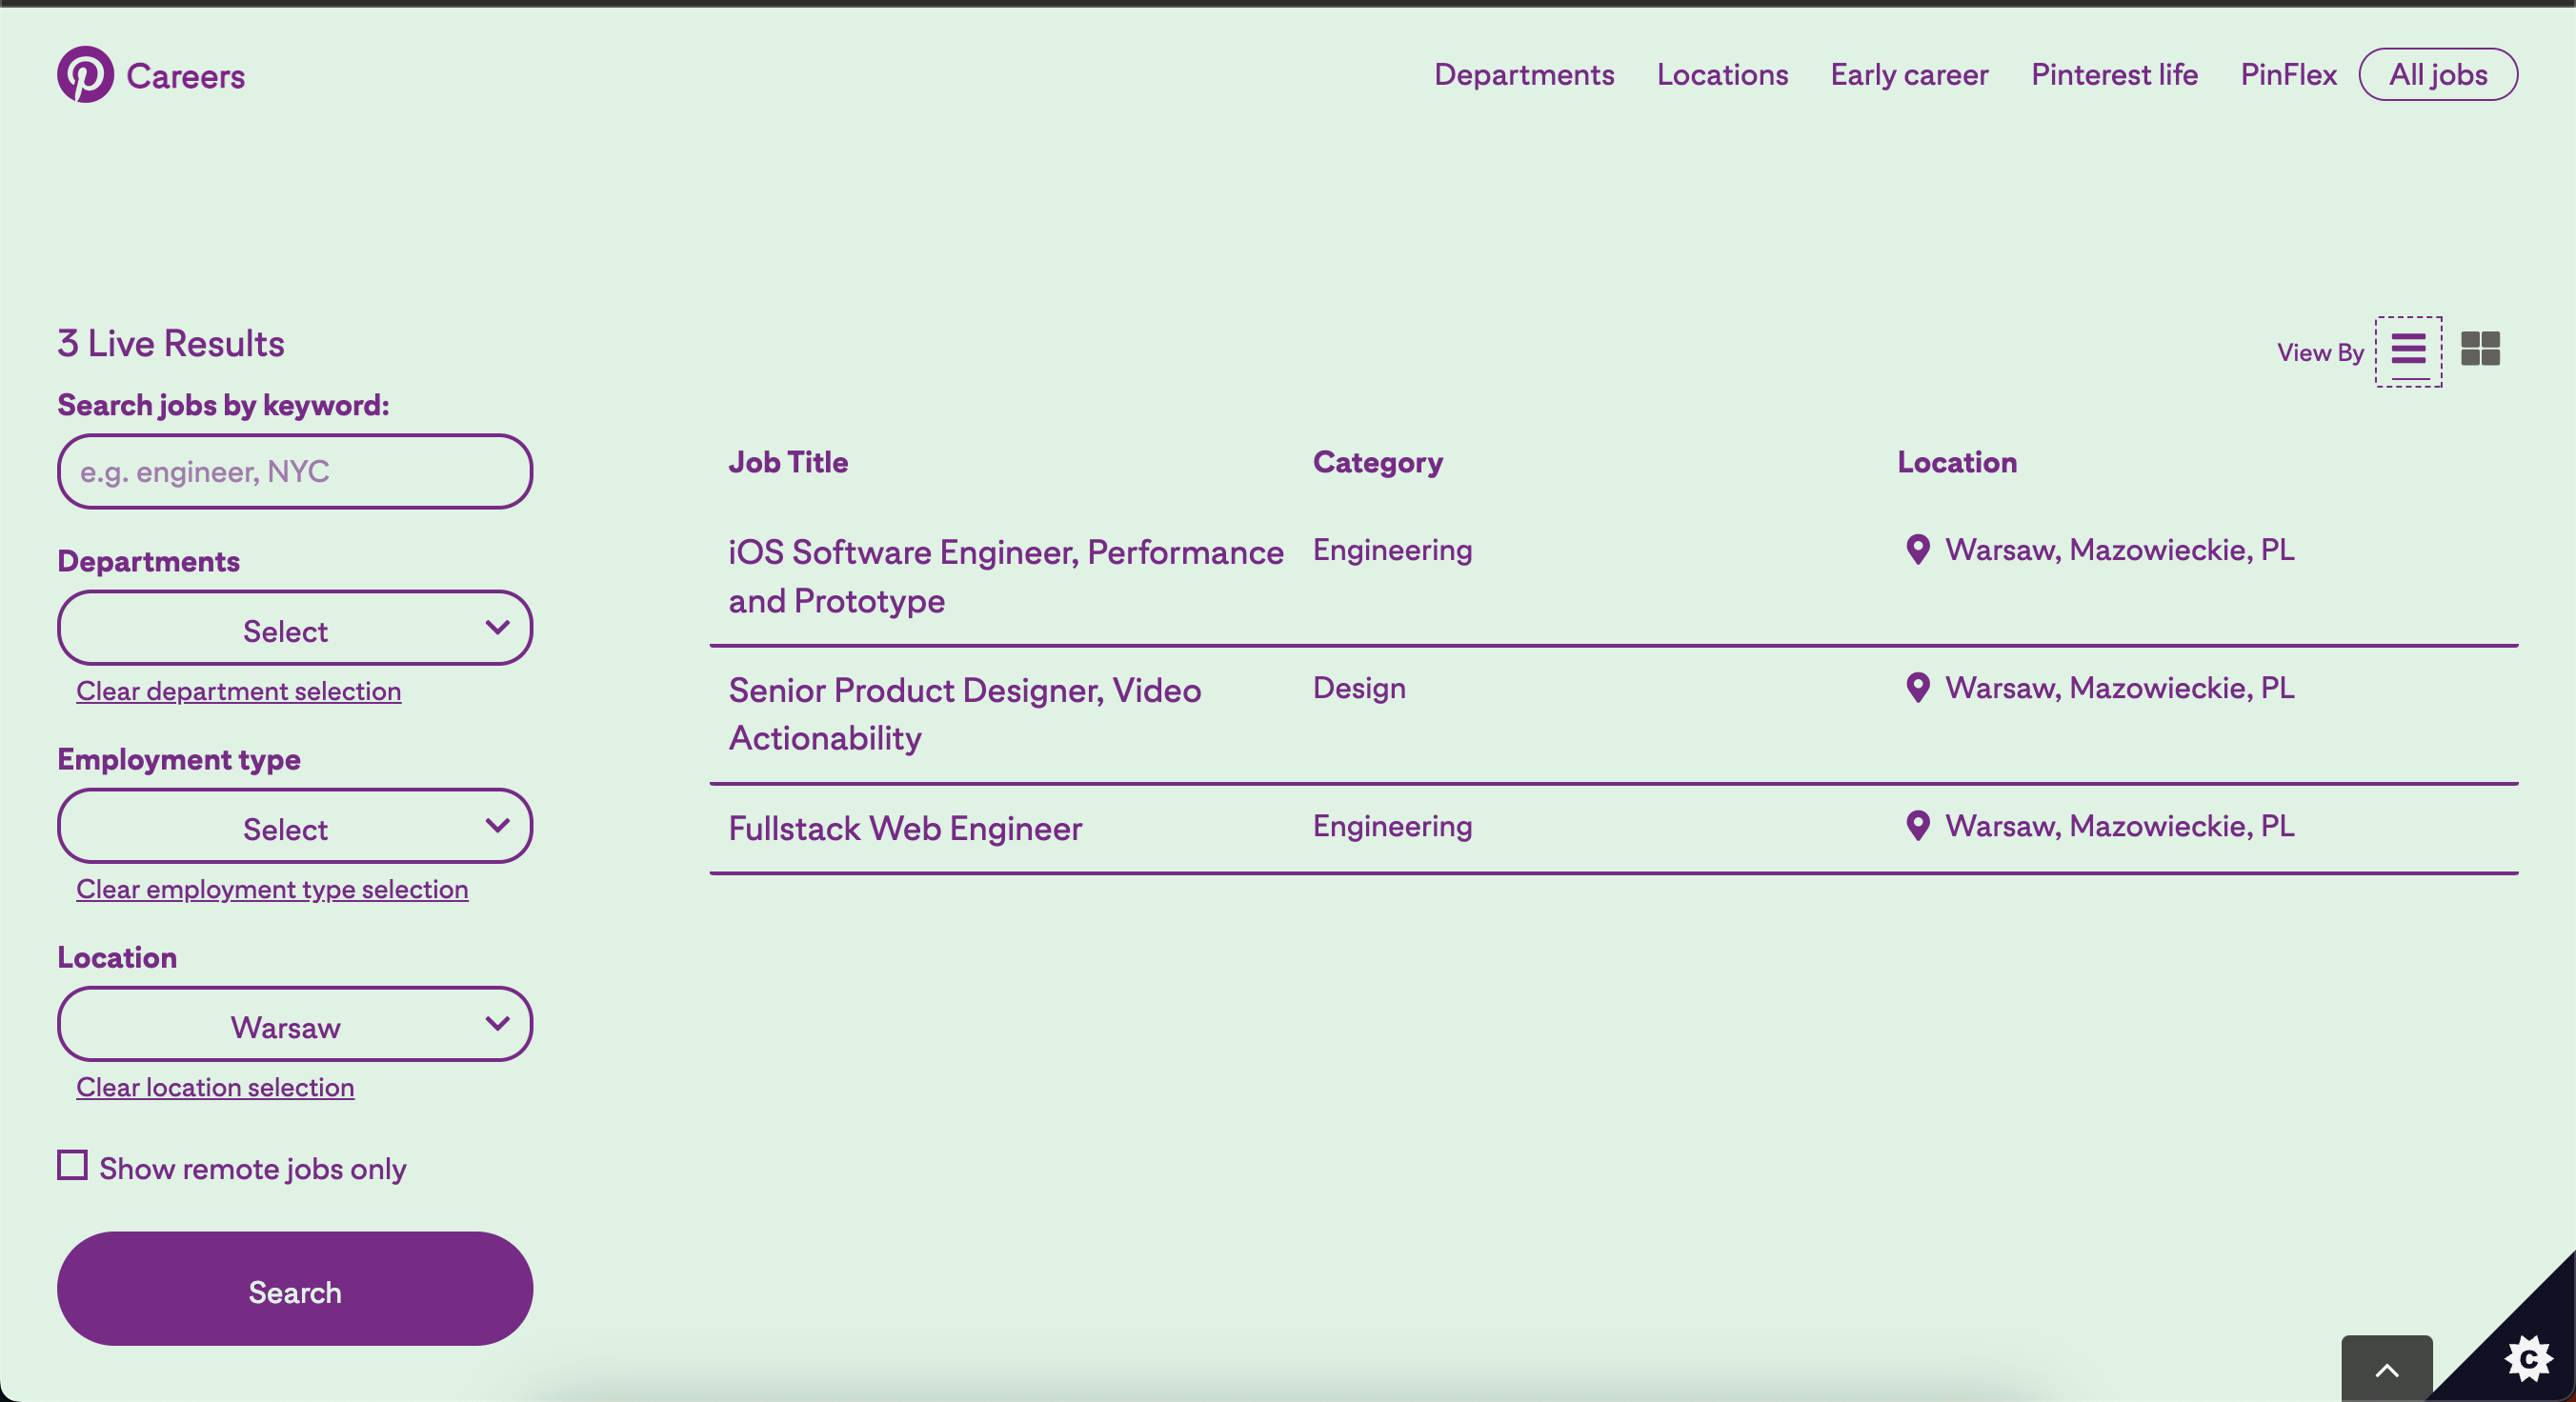 Careers
Departments
Locations
Early career
Pinterest life
PinFlex
All jobs
3 Live Results
View By
Search jobs by keyword:
e.g. engineer, NYC
Departments
Select
Clear department selection
Employment type
Select
Clear employment type selection
Location
Warsaw
Clear location selection
Show remote jobs only
Search
Job Title
Category
Location
iOS Software Engineer, Performance
and Prototype
Engineering
Warsaw, Mazowieckie, PL
Senior Product Designer, Video
Actionability
Design
Warsaw, Mazowieckie, PL
Fullstack Web Engineer
Engineering
Warsaw, Mazowieckie, PL
C